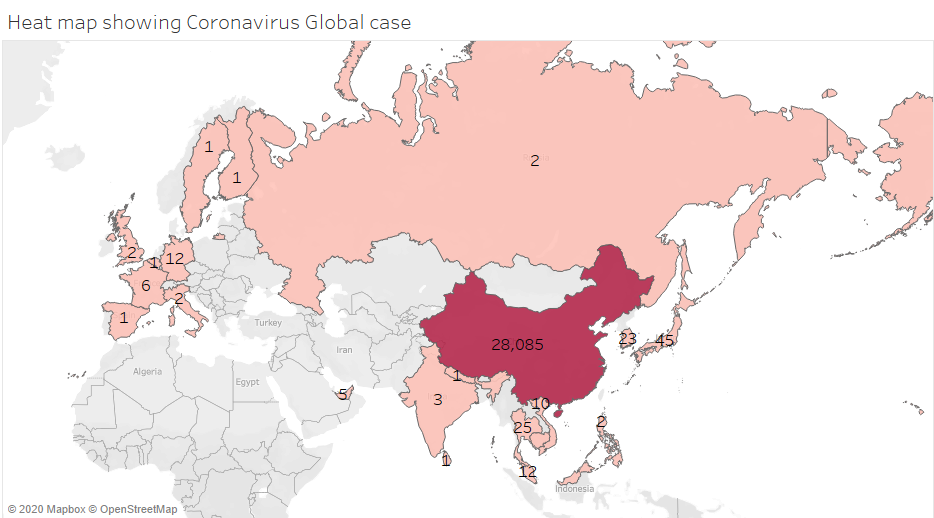 Heat map showing Coronavirus Global case
1
2
1
2
1
12
6
2
1
Turkey
23
45
28,085
Iran
Algeria
Egypt
1
5
3
10
25
2
1
12
Indonesia
© 2020 Mapbox © OpenStreetMap